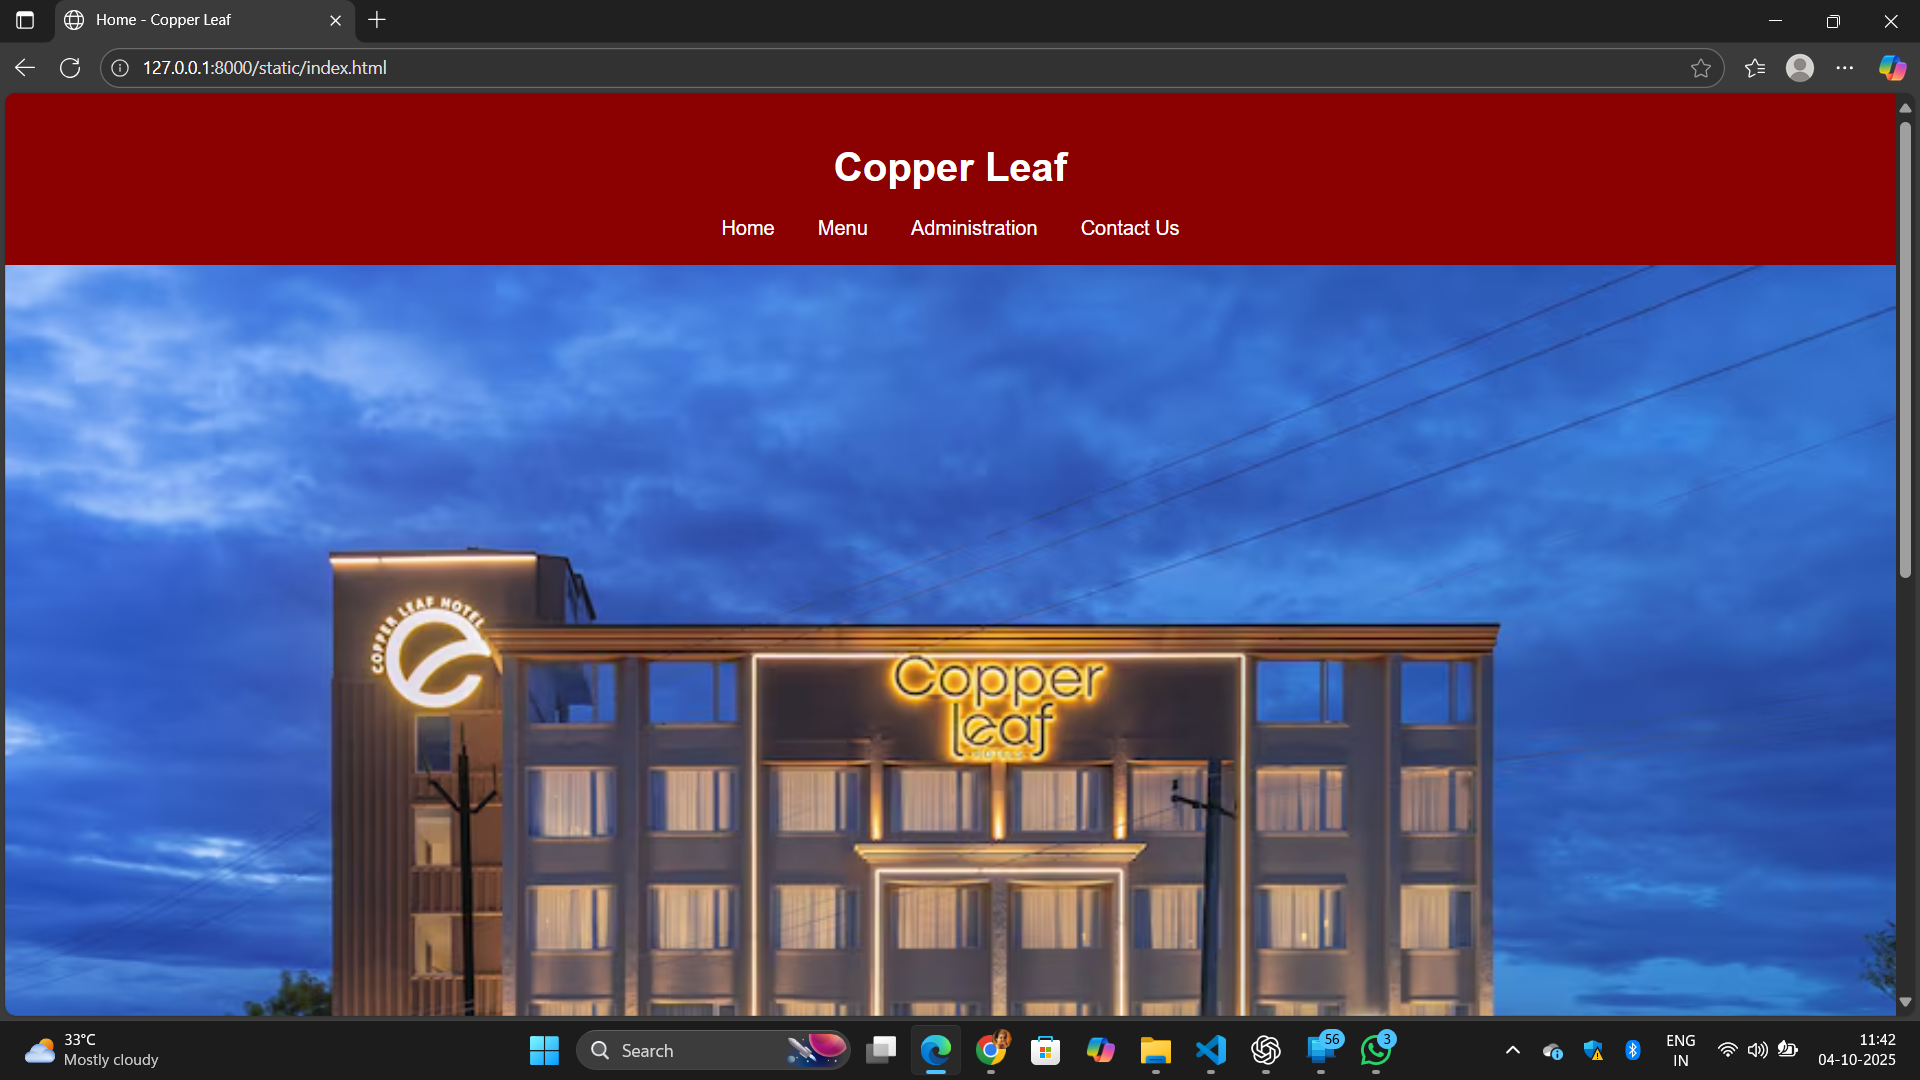 Home - Copper Leaf
127.0.0.1:8000/static/index.html
Copper Leaf
Home Menu Administration Contact Us
COPPER LEAF HOTEL
Copper
leaf
33°C
Mostly cloudy
Search
56
3
ENG
IN
11:42
04-10-2025